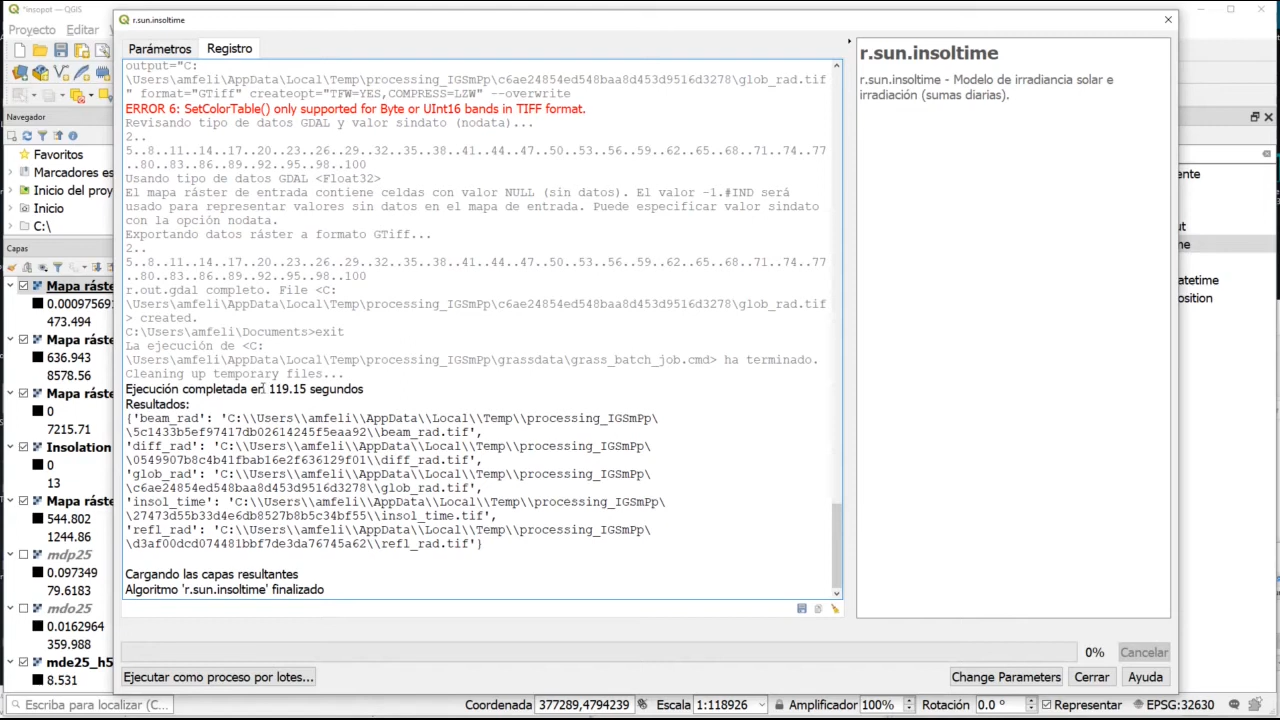 *insopot — QGIS
r.sun.insoltime
Proyecto Editar
Navegador
Favoritos
Marcadores es
Inicio del proy
Inicio
C:\
Capas
Mapa ráste
0.000975691
473.494
Mapa ráste
636.943
8578.56
Mapa ráste
0
7215.71
Insolation
0
13
Mapa ráste
544.802
1244.86
mdp25
0.097349
79.6183
mdo25
0.0162964
359.988
mde25_h5
8.531
Parámetros
Registro
output="C:
\Users\amfeli\AppData\Local\Temp\processing_IGSmPp\c6ae24854ed548baa8d453d9516d3278\glob_rad.tif
" format="GTiff" createopt="TFW=YES,COMPRESS=LZW" --overwrite
ERROR 6: SetColorTable() only supported for Byte or UInt16 bands in TIFF format.
Revisando tipo de datos GDAL y valor sindato (nodata)...
2..
5..8..11..14..17..20..23..26..29..32..35..38..41..44..47..50..53..56..59..62..65..68..71..74..77
..80..83..86..89..92..95..98..100
Usando tipo de datos GDAL <Float32>
El mapa ráster de entrada contiene celdas con valor NULL (sin datos). El valor -1.#IND será
usado para representar valores sin datos en el mapa de entrada. Puede especificar valor sindato
con la opción nodata.
Exportando datos ráster a formato GTiff...
2..
5..8..11..14..17..20..23..26..29..32..35..38..41..44..47..50..53..56..59..62..65..68..71..74..77
..80..83..86..89..92..95..98..100
r.out.gdal completo. File <C:
\Users\amfeli\AppData\Local\Temp\processing_IGSmPp\c6ae24854ed548baa8d453d9516d3278\glob_rad.tif
> created.
C:\Users\amfeli\Documents>exit
La ejecución de <C:
\Users\amfeli\AppData\Local\Temp\processing_IGSmPp\grassdata\grass_batch_job.cmd> ha terminado.
Cleaning up temporary files...
Ejecución completada en 119.15 segundos
Resultados:
{'beam_rad': 'C:\\Users\\amfeli\\AppData\\Local\\Temp\\processing_IGSmPp\
\5c1433b5ef97417db02614245f5eaa92\\beam_rad.tif',
'diff_rad': 'C:\\Users\\amfeli\\AppData\\Local\\Temp\\processing_IGSmPp\
\0549907b8c4b41fbab16e2f636129f01\\diff_rad.tif',
'glob_rad': 'C:\\Users\\amfeli\\AppData\\Local\\Temp\\processing_IGSmPp\
\c6ae24854ed548baa8d453d9516d3278\\glob_rad.tif',
'insol_time': 'C:\\Users\\amfeli\\AppData\\Local\\Temp\\processing_IGSmPp\
\27473d55b33d4e6db8527b8b5c34bf55\\insol_time.tif',
'refl_rad': 'C:\\Users\\amfeli\\AppData\\Local\\Temp\\processing_IGSmPp\
\d3af00dcd074481bbf7de3da76745a62\\refl_rad.tif'}
Cargando las capas resultantes
Algoritmo 'r.sun.insoltime' finalizado
r.sun.insoltime
r.sun.insoltime - Modelo de irradiancia solar e
irradiación (sumas diarias).
ente
ut
ne
datetime
osition
0% Cancelar
Ejecutar como proceso por lotes...
Change Parameters Cerrar Ayuda
Escriba para localizar (C...
Coordenada 377289,4794239 Escala 1:118926 Amplificador 100% Rotación 0.0 ° Representar EPSG:32630